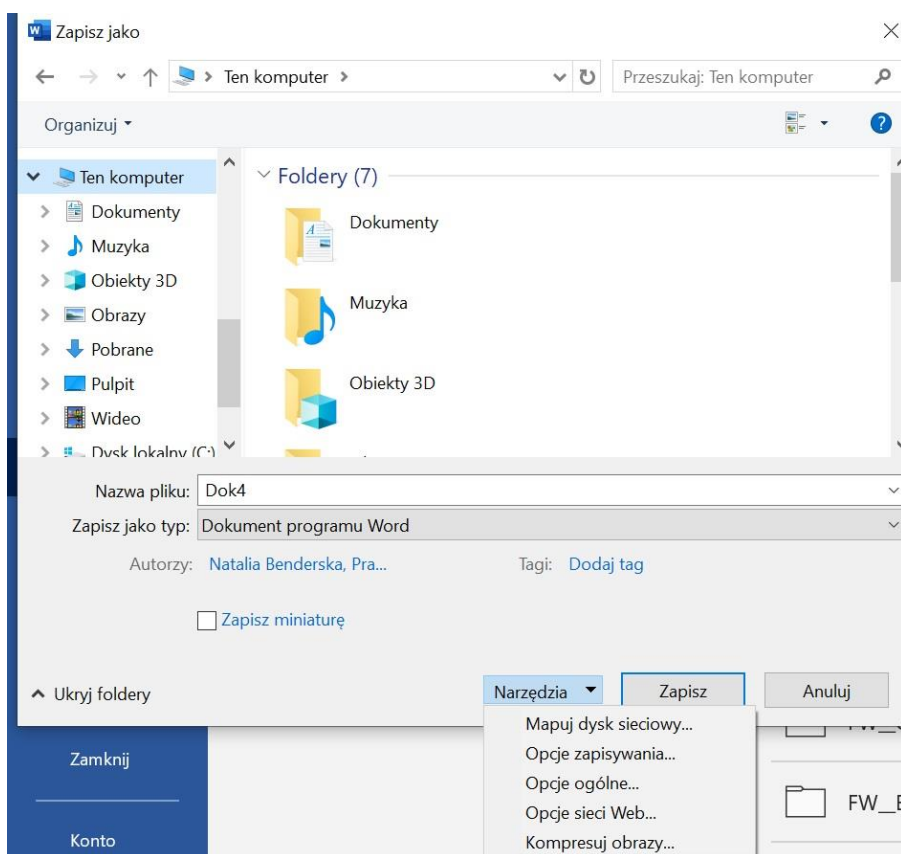 Zapisz jako
Ten komputer
Przeszukaj: Ten komputer
Organizuj
Ten komputer
Dokumenty
Muzyka
Obiekty 3D
Obrazy
Pobrane
Pulpit
Wideo
Dysk lokalny (C:)
Foldery (7)
Dokumenty
Muzyka
Obiekty 3D
Nazwa pliku: Dok4
Zapisz jako typ: Dokument programu Word
Autorzy: Natalia Benderska, Pra... Tagi: Dodaj tag
Zapisz miniaturę
Ukryj foldery
Narzędzia Zapisz Anuluj
Mapuj dysk sieciowy...
Opcje zapisywania...
Opcje ogólne...
Opcje sieci Web...
Kompresuj obrazy...
Zamknij
Konto